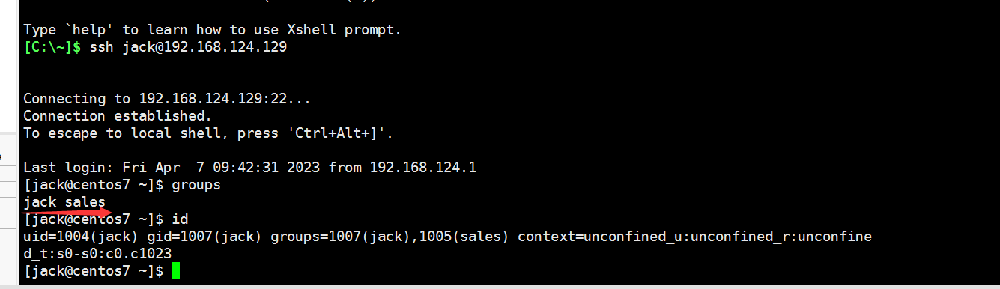 Type `help' to learn how to use Xshell prompt.
[C:\~]$ ssh jack@192.168.124.129
Connecting to 192.168.124.129:22...
Connection established.
To escape to local shell, press 'Ctrl+Alt+]'.
Last login: Fri Apr  7 09:42:31 2023 from 192.168.124.1
[jack@centos7 ~]$ groups
jack sales
[jack@centos7 ~]$ id
uid=1004(jack) gid=1007(jack) groups=1007(jack),1005(sales) context=unconfined_u:unconfined_r:unconfine
d_t:s0-s0:c0.c1023
[jack@centos7 ~]$